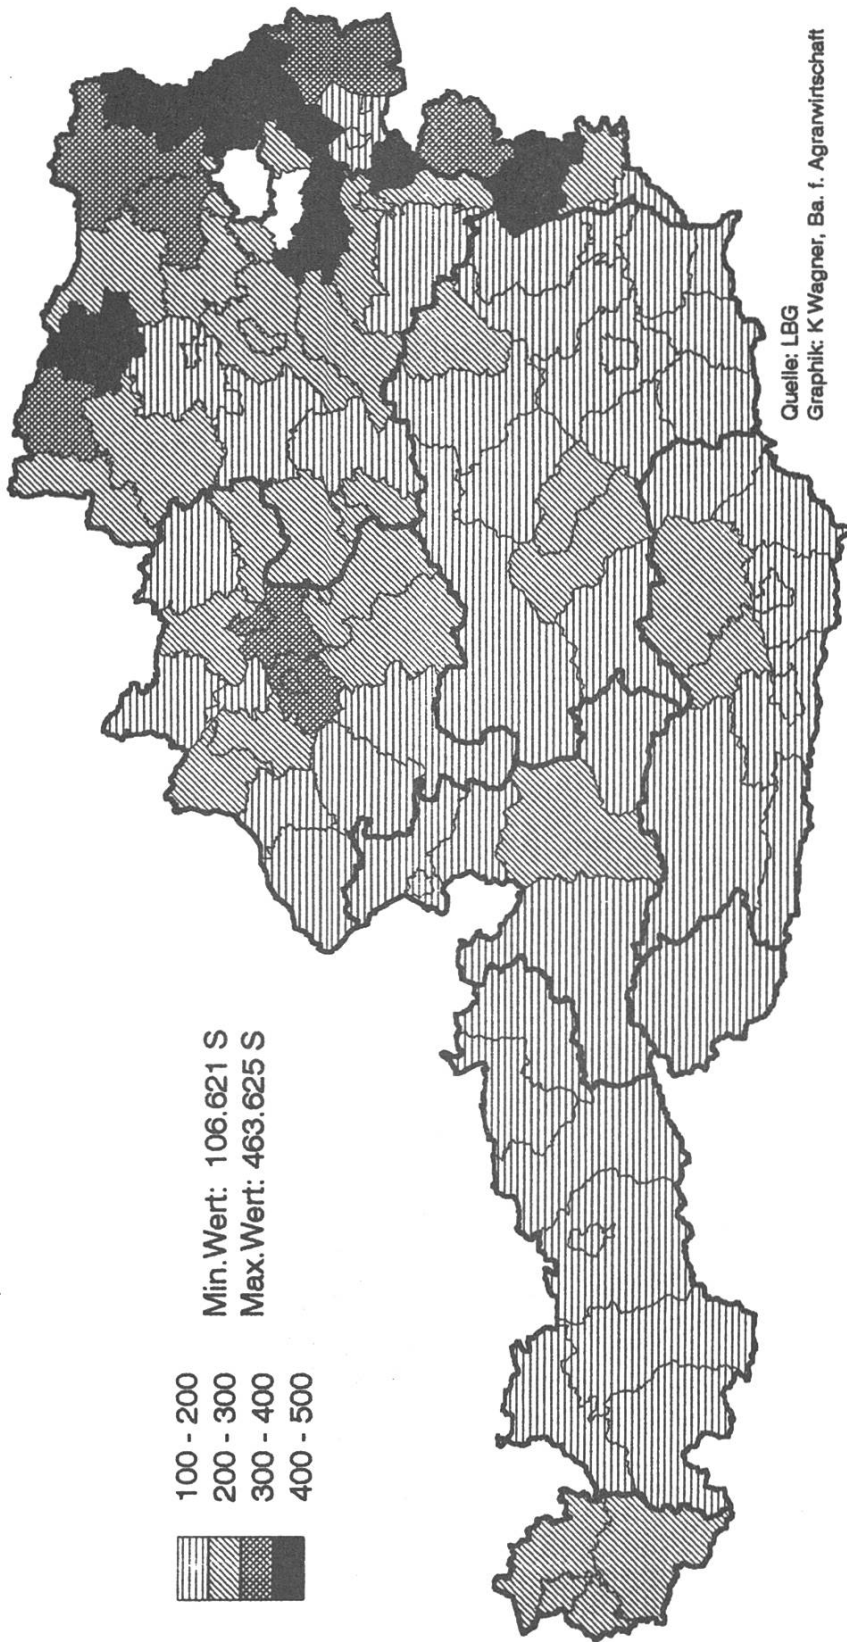 100 - 200
200 - 300
300 - 400
400 - 500
Min.Wert: 106.621 S
Max.Wert: 463.625 S
Quelle: LBG
Graphik: K Wagner, Ba. f. Agrarwirtschaft